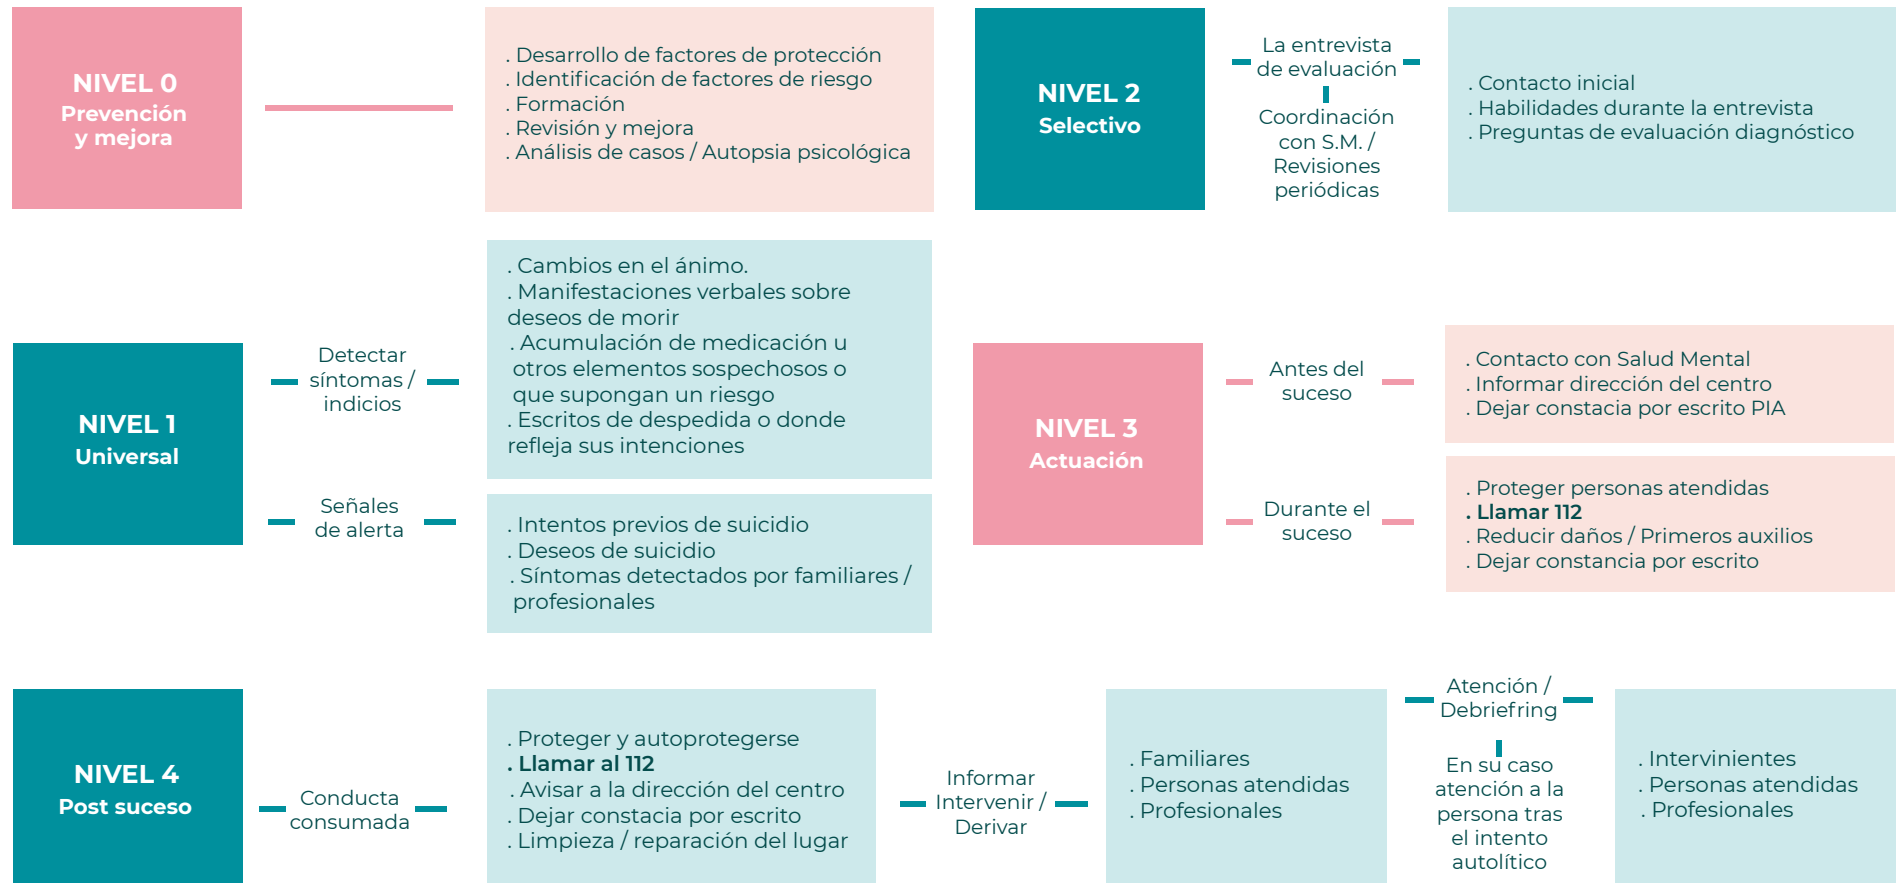 NIVEL 0
Prevención
y mejora
. Desarrollo de factores de protección
. Identificación de factores de riesgo
. Formación
. Revisión y mejora
. Análisis de casos / Autopsia psicológica
NIVEL 2
Selectivo
La entrevista
de evaluación
Coordinación
con S.M. /
Revisiones
periódicas
. Contacto inicial
. Habilidades durante la entrevista
. Preguntas de evaluación diagnóstico
NIVEL 1
Universal
Detectar
síntomas /
indicios
. Cambios en el ánimo.
. Manifestaciones verbales sobre
deseos de morir
. Acumulación de medicación u
otros elementos sospechosos o
que supongan un riesgo
. Escritos de despedida o donde
refleja sus intenciones
Señales
de alerta
. Intentos previos de suicidio
. Deseos de suicidio
. Síntomas detectados por familiares /
profesionales
NIVEL 3
Actuación
Antes del
suceso
. Contacto con Salud Mental
. Informar dirección del centro
. Dejar constacia por escrito PIA
Durante el
suceso
. Proteger personas atendidas
. Llamar 112
. Reducir daños / Primeros auxilios
. Dejar constancia por escrito
NIVEL 4
Post suceso
Conducta
consumada
. Proteger y autoprotegerse
. Llamar al 112
. Avisar a la dirección del centro
. Dejar constacia por escrito
. Limpieza / reparación del lugar
Informar
Intervenir /
Derivar
. Familiares
. Personas atendidas
. Profesionales
Atención /
Debriefring
En su caso
atención a la
persona tras
el intento
autolítico
. Intervinientes
. Personas atendidas
. Profesionales